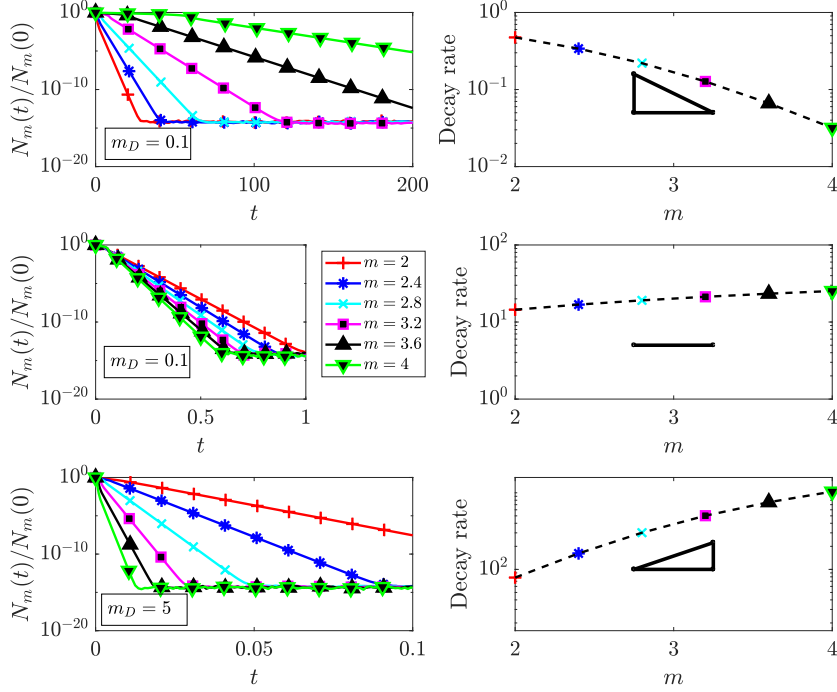 10^0
10^-10
10^-20
N_m(t)/N_m(0)
m_D = 0.1
0 100 200
t
10^0
10^-1
10^-2
Decay rate
2 3 4
m
10^0
10^-10
10^-20
N_m(t)/N_m(0)
m_D = 0.1
0 0.5 1
t
m = 2
m = 2.4
m = 2.8
m = 3.2
m = 3.6
m = 4
10^2
10^1
10^0
Decay rate
2 3 4
m
10^0
10^-10
10^-20
N_m(t)/N_m(0)
m_D = 5
0 0.05 0.1
t
10^2
Decay rate
2 3 4
m